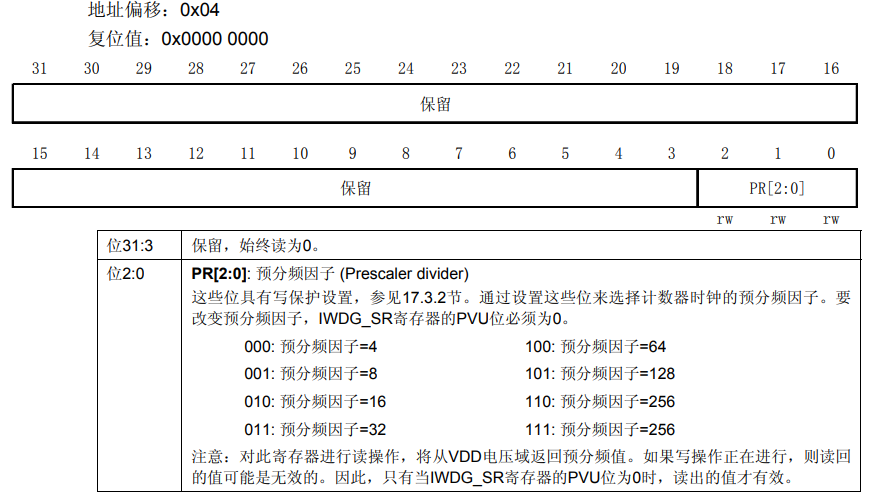 地址偏移：0x04
复位值：0x0000 0000
31 30 29 28 27 26 25 24 23 22 21 20 19 18 17 16
保留
15 14 13 12 11 10 9 8 7 6 5 4 3 2 1 0
保留 PR[2:0]
rw rw rw
位31:3 保留，始终读为0。
位2:0 PR[2:0]: 预分频因子 (Prescaler divider)
这些位具有写保护设置，参见17.3.2节。通过设置这些位来选择计数器时钟的预分频因子。要
改变预分频因子，IWDG_SR寄存器的PVU位必须为0。
000: 预分频因子=4 100: 预分频因子=64
001: 预分频因子=8 101: 预分频因子=128
010: 预分频因子=16 110: 预分频因子=256
011: 预分频因子=32 111: 预分频因子=256
注意：对此寄存器进行读操作，将从VDD电压域返回预分频值。如果写操作正在进行，则读回
的值可能是无效的。因此，只有当IWDG_SR寄存器的PVU位为0时，读出的值才有效。